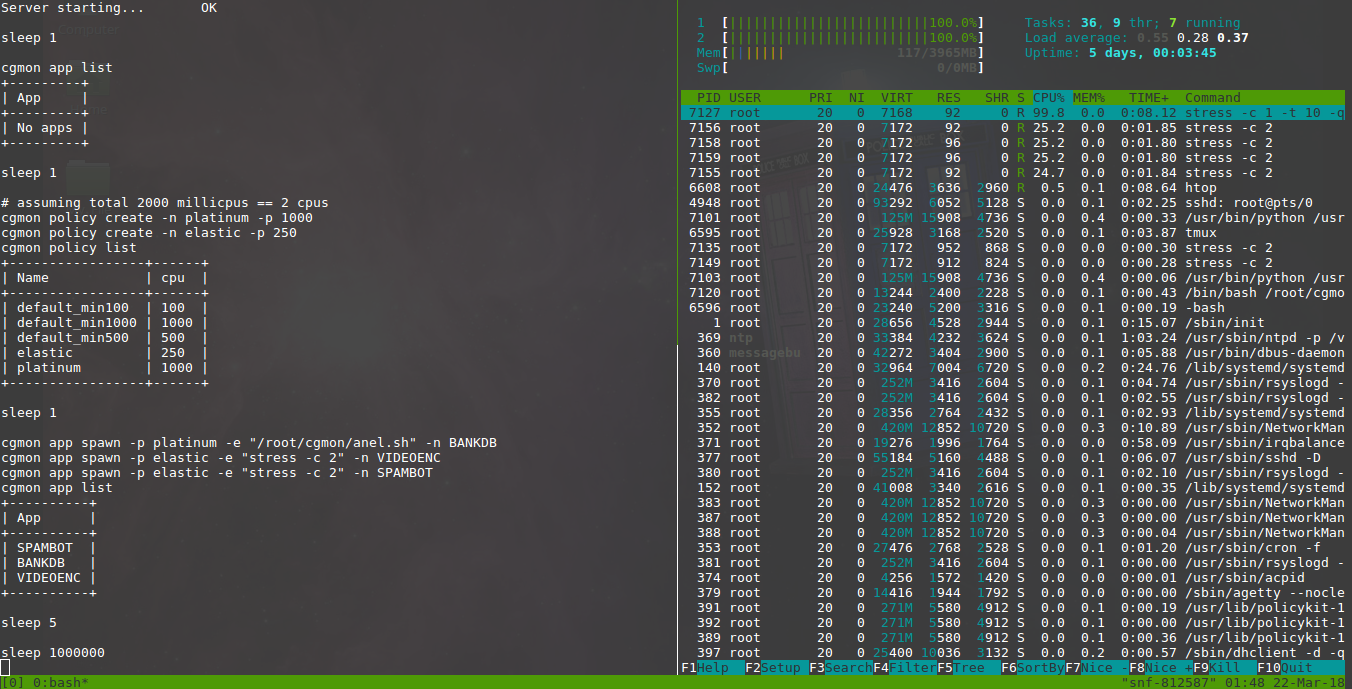 Server starting...       OK
sleep 1
cgmon app list
+---------+
| App     |
+---------+
| No apps |
+---------+
sleep 1
# assuming total 2000 millicpus == 2 cpus
cgmon policy create -n platinum -p 1000
cgmon policy create -n elastic -p 250
cgmon policy list
+-----------------+------+
| Name            | cpu  |
+-----------------+------+
| default_min100  | 100  |
| default_min1000 | 1000 |
| default_min500  | 500  |
| elastic         | 250  |
| platinum        | 1000 |
+-----------------+------+
sleep 1
cgmon app spawn -p platinum -e "/root/cgmon/anel.sh" -n BANKDB
cgmon app spawn -p elastic -e "stress -c 2" -n VIDEOENC
cgmon app spawn -p elastic -e "stress -c 2" -n SPAMBOT
cgmon app list
+----------+
| App      |
+----------+
| SPAMBOT  |
| BANKDB   |
| VIDEOENC |
+----------+
sleep 5
sleep 1000000
1 [||||||||||||||||||||||||||100.0%] Tasks: 36, 9 thr; 7 running
2 [||||||||||||||||||||||||||100.0%] Load average: 0.55 0.28 0.37
Mem[||||||| 117/3965MB] Uptime: 5 days, 00:03:45
Swp[ 0/0MB]
PID USER PRI NI VIRT RES SHR S CPU% MEM% TIME+ Command
7127 root 20 0 7168 92 0 R 99.8 0.0 0:08.12 stress -c 1 -t 10 -q
7156 root 20 0 7172 92 0 R 25.2 0.0 0:01.85 stress -c 2
7158 root 20 0 7172 96 0 R 25.2 0.0 0:01.80 stress -c 2
7159 root 20 0 7172 96 0 R 25.2 0.0 0:01.80 stress -c 2
7155 root 20 0 7172 92 0 R 24.7 0.0 0:01.84 stress -c 2
6608 root 20 0 24476 3636 2960 R 0.5 0.1 0:08.64 htop
4948 root 20 0 93292 6052 5128 S 0.0 0.1 0:02.25 sshd: root@pts/0
7101 root 20 0 125M 15908 4736 S 0.0 0.4 0:00.33 /usr/bin/python /usr
6595 root 20 0 25928 3168 2520 S 0.0 0.1 0:03.87 tmux
7135 root 20 0 7172 952 868 S 0.0 0.0 0:00.30 stress -c 2
7149 root 20 0 7172 912 824 S 0.0 0.0 0:00.28 stress -c 2
7103 root 20 0 125M 15908 4736 S 0.0 0.4 0:00.06 /usr/bin/python /usr
7120 root 20 0 13244 2400 2228 S 0.0 0.1 0:00.43 /bin/bash /root/cgmo
6596 root 20 0 23240 5200 3316 S 0.0 0.1 0:00.19 -bash
1 root 20 0 28656 4528 2944 S 0.0 0.1 0:15.07 /sbin/init
369 ntp 20 0 33384 4232 3624 S 0.0 0.1 1:03.24 /usr/sbin/ntpd -p /v
360 messagebu 20 0 42272 3404 2900 S 0.0 0.1 0:05.88 /usr/bin/dbus-daemon
140 root 20 0 32964 7004 6720 S 0.0 0.2 0:24.76 /lib/systemd/systemd
370 root 20 0 252M 3416 2604 S 0.0 0.1 0:04.74 /usr/sbin/rsyslogd -
382 root 20 0 252M 3416 2604 S 0.0 0.1 0:02.55 /usr/sbin/rsyslogd -
355 root 20 0 28356 2764 2432 S 0.0 0.1 0:02.93 /lib/systemd/systemd
352 root 20 0 420M 12852 10720 S 0.0 0.3 0:10.89 /usr/sbin/NetworkMan
371 root 20 0 19276 1996 1764 S 0.0 0.0 0:58.09 /usr/sbin/irqbalance
377 root 20 0 55184 5160 4488 S 0.0 0.1 0:06.07 /usr/sbin/sshd -D
380 root 20 0 252M 3416 2604 S 0.0 0.1 0:02.10 /usr/sbin/rsyslogd -
152 root 20 0 41008 3340 2616 S 0.0 0.1 0:00.35 /lib/systemd/systemd
383 root 20 0 420M 12852 10720 S 0.0 0.3 0:00.00 /usr/sbin/NetworkMan
387 root 20 0 420M 12852 10720 S 0.0 0.3 0:00.00 /usr/sbin/NetworkMan
388 root 20 0 420M 12852 10720 S 0.0 0.3 0:00.04 /usr/sbin/NetworkMan
353 root 20 0 27476 2768 2528 S 0.0 0.1 0:01.20 /usr/sbin/cron -f
381 root 20 0 252M 3416 2604 S 0.0 0.1 0:00.00 /usr/sbin/rsyslogd -
374 root 20 0 4256 1572 1420 S 0.0 0.0 0:00.01 /usr/sbin/acpid
379 root 20 0 14416 1944 1792 S 0.0 0.0 0:00.00 /sbin/agetty --nocle
391 root 20 0 271M 5580 4912 S 0.0 0.1 0:00.19 /usr/lib/policykit-1
392 root 20 0 271M 5580 4912 S 0.0 0.1 0:00.00 /usr/lib/policykit-1
389 root 20 0 271M 5580 4912 S 0.0 0.1 0:00.36 /usr/lib/policykit-1
397 root 20 0 25400 10036 3132 S 0.0 0.2 0:00.57 /sbin/dhclient -d -q
F1Help F2Setup F3SearchF4FilterF5Tree F6SortByF7Nice -F8Nice +F9Kill F10Quit
[0] 0:bash* "snf-812587" 01:48 22-Mar-18